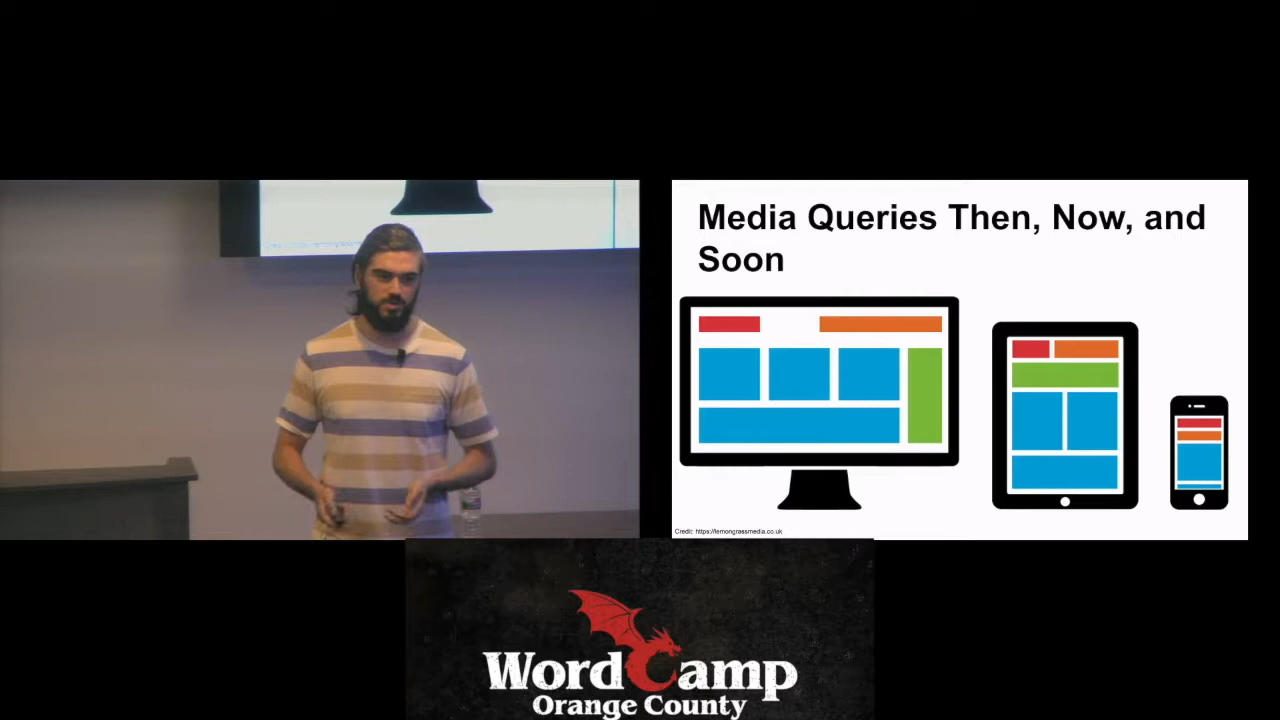 Media Queries Then, Now, and
Soon
Credit: https://lemongrassmedia.co.uk
WordCamp
Orange County